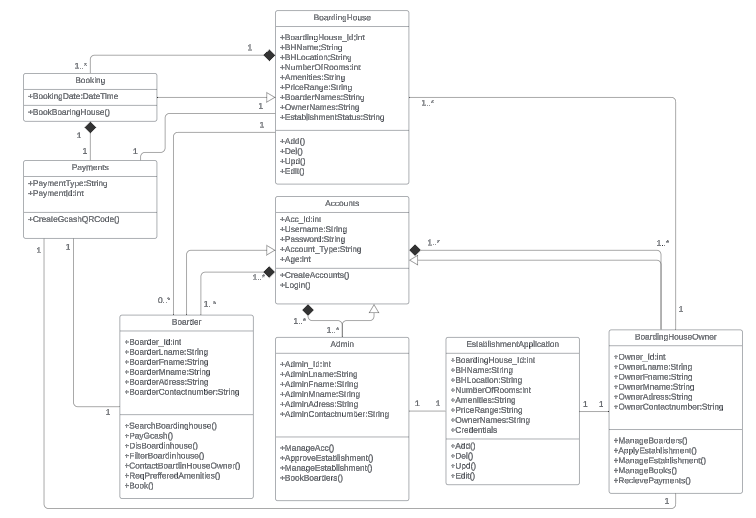 BoardingHouse
+BoardingHouse_Id:int
+BHName:String
+BHLocation:String
+NumberOfRooms:int
+Amenities:String
+PriceRange:String
+BoarderNames:String
+OwnerNames:String
+EstablishmentStatus:String
+Add()
+Del()
+Upd()
+Edit()
1
1..*
Booking
+BookingDate:DateTime
+BookBoaringHouse()
1
1
1
1
1
1..*
Payments
+PaymentType:String
+PaymentId:int
+CreateGcashQRCode()
1
1
Accounts
+Acc_Id:int
+Username:String
+Password:String
+Account_Type:String
+Age:int
+CreateAccounts()
+Login()
1..*
1..*
1..*
1..*
1..*
1..*
0..*
1
Boarder
+Boarder_Id:int
+BoarderLname:String
+BoarderFname:String
+BoarderMname:String
+BoarderAdress:String
+BoarderContactnumber:String
+SearchBoardinghouse()
+PayGcash()
+DisBoardinhouse()
+FilterBoardinhouse()
+ContactBoardinHouseOwner()
+ReqPrefferedAmenities()
+Book()
1
Admin
+Admin_Id:int
+AdminLname:String
+AdminFname:String
+AdminMname:String
+AdminAdress:String
+AdminContactnumber:String
+ManageAcc()
+ApproveEstablishment()
+ManageEstablishment()
+BookBoarders()
1
1
EstablishmentApplication
+BoardingHouse_Id:int
+BHName:String
+BHLocation:String
+NumberOfRooms:int
+Amenities:String
+PriceRange:String
+OwnerNames:String
+Credentials
+Add()
+Del()
+Upd()
+Edit()
1
1
BoardingHouseOwner
+Owner_Id:int
+OwnerLname:String
+OwnerFname:String
+OwnerMname:String
+OwnerAdress:String
+OwnerContactnumber:String
+ManageBoarders()
+ApplyEstablishment()
+ManageEstablishment()
+ManageBooks()
+RecievePayments()
1